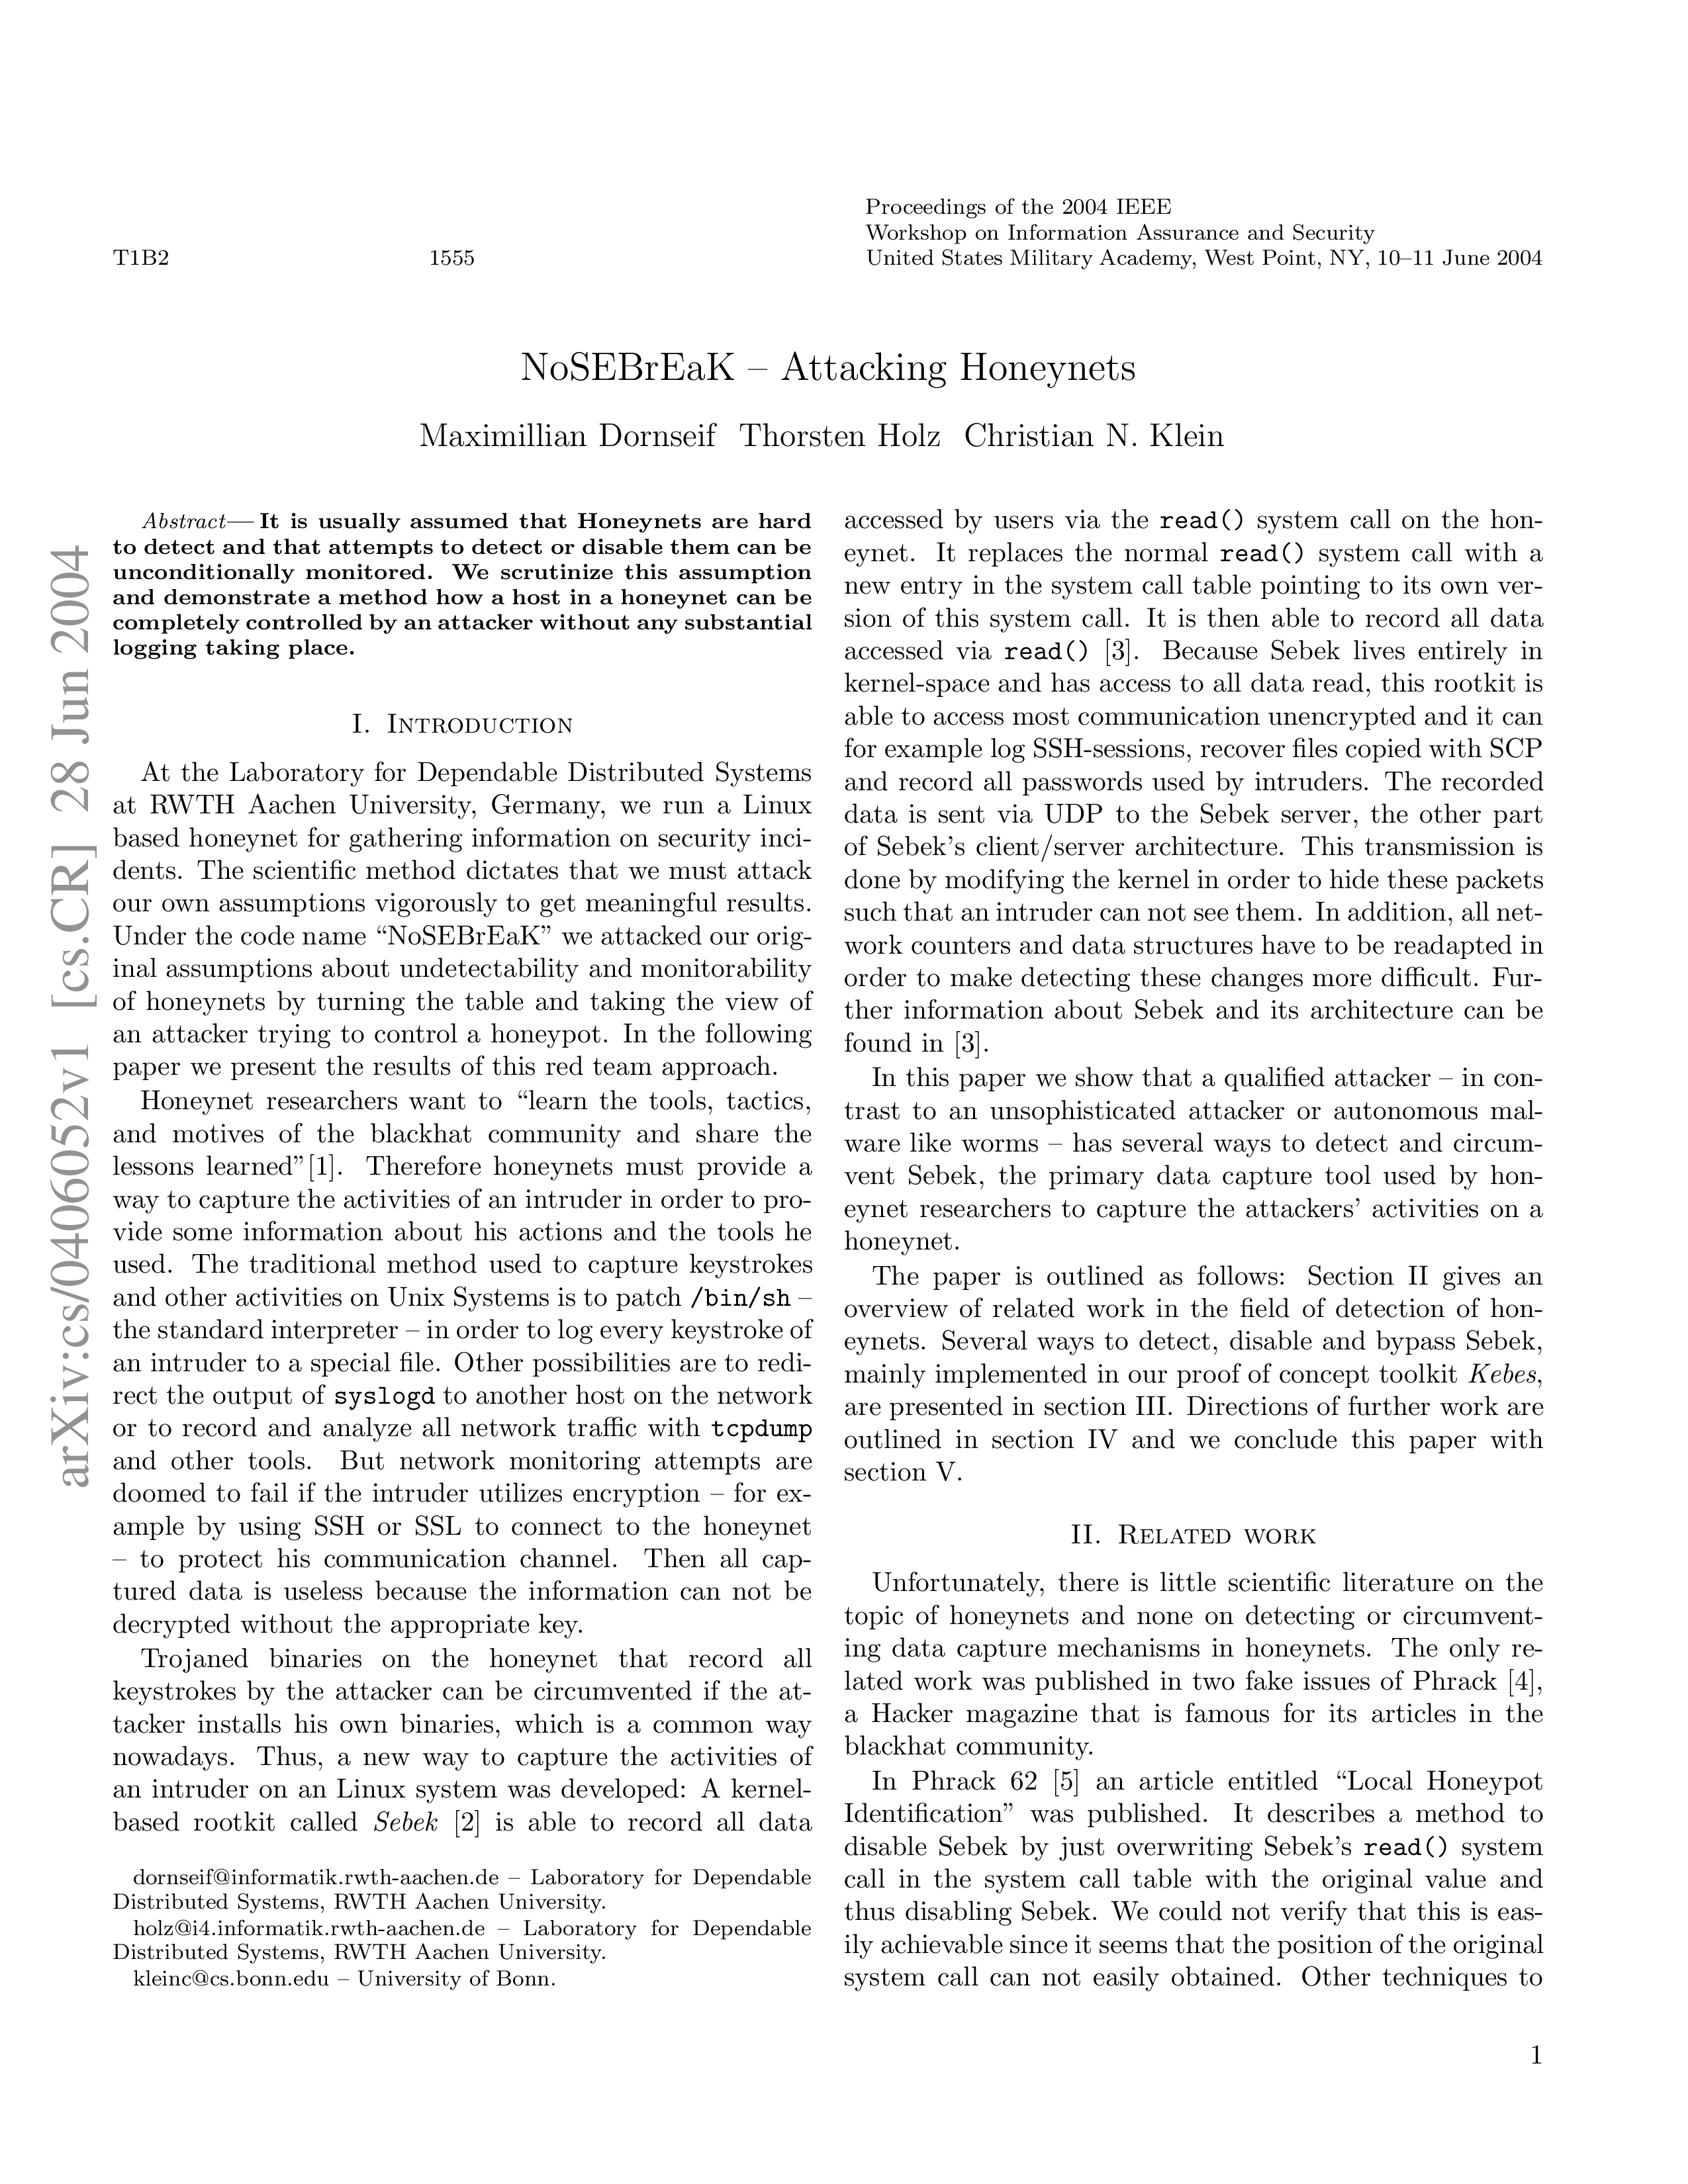 Proceedings of the 2004 IEEE
Workshop on Information Assurance and Security
T1B2 1555 United States Military Academy, West Point, NY, 10–11 June 2004
NoSEBrEaK – Attacking Honeynets
Maximillian Dornseif Thorsten Holz Christian N. Klein
arXiv:cs/0406052v1 [cs.CR] 28 Jun 2004
Abstract— It is usually assumed that Honeynets are hard
to detect and that attempts to detect or disable them can be
unconditionally monitored. We scrutinize this assumption
and demonstrate a method how a host in a honeynet can be
completely controlled by an attacker without any substantial
logging taking place.
I. Introduction
At the Laboratory for Dependable Distributed Systems
at RWTH Aachen University, Germany, we run a Linux
based honeynet for gathering information on security inci-
dents. The scientific method dictates that we must attack
our own assumptions vigorously to get meaningful results.
Under the code name “NoSEBrEaK” we attacked our orig-
inal assumptions about undetectability and monitorability
of honeynets by turning the table and taking the view of
an attacker trying to control a honeypot. In the following
paper we present the results of this red team approach.
Honeynet researchers want to “learn the tools, tactics,
and motives of the blackhat community and share the
lessons learned”[1]. Therefore honeynets must provide a
way to capture the activities of an intruder in order to pro-
vide some information about his actions and the tools he
used. The traditional method used to capture keystrokes
and other activities on Unix Systems is to patch /bin/sh –
the standard interpreter – in order to log every keystroke of
an intruder to a special file. Other possibilities are to redi-
rect the output of syslogd to another host on the network
or to record and analyze all network traffic with tcpdump
and other tools. But network monitoring attempts are
doomed to fail if the intruder utilizes encryption – for ex-
ample by using SSH or SSL to connect to the honeynet
– to protect his communication channel. Then all cap-
tured data is useless because the information can not be
decrypted without the appropriate key.
Trojaned binaries on the honeynet that record all
keystrokes by the attacker can be circumvented if the at-
tacker installs his own binaries, which is a common way
nowadays. Thus, a new way to capture the activities of
an intruder on an Linux system was developed: A kernel-
based rootkit called Sebek [2] is able to record all data
dornseif@informatik.rwth-aachen.de – Laboratory for Dependable
Distributed Systems, RWTH Aachen University.
holz@i4.informatik.rwth-aachen.de – Laboratory for Dependable
Distributed Systems, RWTH Aachen University.
kleinc@cs.bonn.edu – University of Bonn.
accessed by users via the read() system call on the hon-
eynet. It replaces the normal read() system call with a
new entry in the system call table pointing to its own ver-
sion of this system call. It is then able to record all data
accessed via read() [3]. Because Sebek lives entirely in
kernel-space and has access to all data read, this rootkit is
able to access most communication unencrypted and it can
for example log SSH-sessions, recover files copied with SCP
and record all passwords used by intruders. The recorded
data is sent via UDP to the Sebek server, the other part
of Sebek’s client/server architecture. This transmission is
done by modifying the kernel in order to hide these packets
such that an intruder can not see them. In addition, all net-
work counters and data structures have to be readapted in
order to make detecting these changes more difficult. Fur-
ther information about Sebek and its architecture can be
found in [3].
In this paper we show that a qualified attacker – in con-
trast to an unsophisticated attacker or autonomous mal-
ware like worms – has several ways to detect and circum-
vent Sebek, the primary data capture tool used by hon-
eynet researchers to capture the attackers’ activities on a
honeynet.
The paper is outlined as follows: Section II gives an
overview of related work in the field of detection of hon-
eynets. Several ways to detect, disable and bypass Sebek,
mainly implemented in our proof of concept toolkit Kebes,
are presented in section III. Directions of further work are
outlined in section IV and we conclude this paper with
section V.
II. Related work
Unfortunately, there is little scientific literature on the
topic of honeynets and none on detecting or circumvent-
ing data capture mechanisms in honeynets. The only re-
lated work was published in two fake issues of Phrack [4],
a Hacker magazine that is famous for its articles in the
blackhat community.
In Phrack 62 [5] an article entitled “Local Honeypot
Identification” was published. It describes a method to
disable Sebek by just overwriting Sebek’s read() system
call in the system call table with the original value and
thus disabling Sebek. We could not verify that this is eas-
ily achievable since it seems that the position of the original
system call can not easily obtained. Other techniques to
1